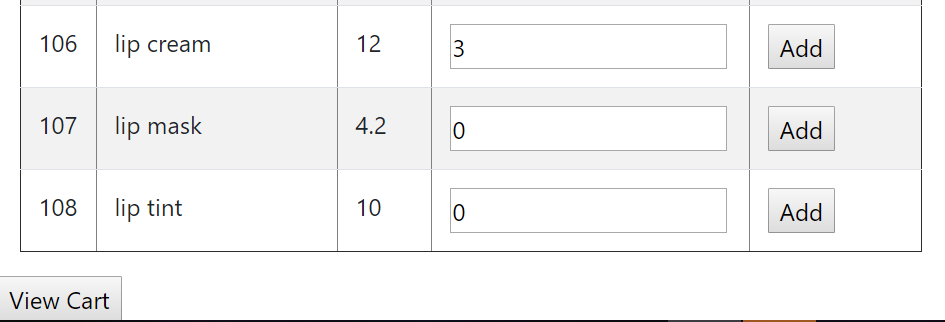 106 lip cream 12 3 Add
107 lip mask 4.2 0 Add
108 lip tint 10 0 Add
View Cart